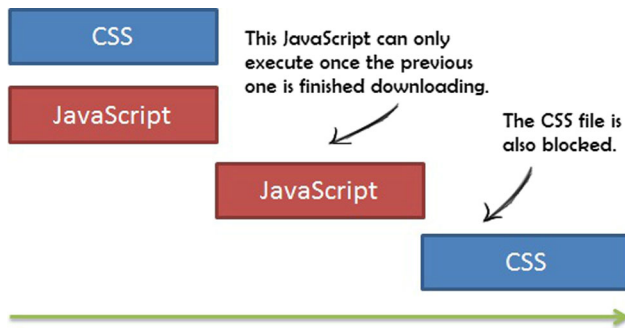 CSS
This JavaScript can only
execute once the previous
one is finished downloading.
JavaScript
The CSS file is
also blocked.
JavaScript
CSS